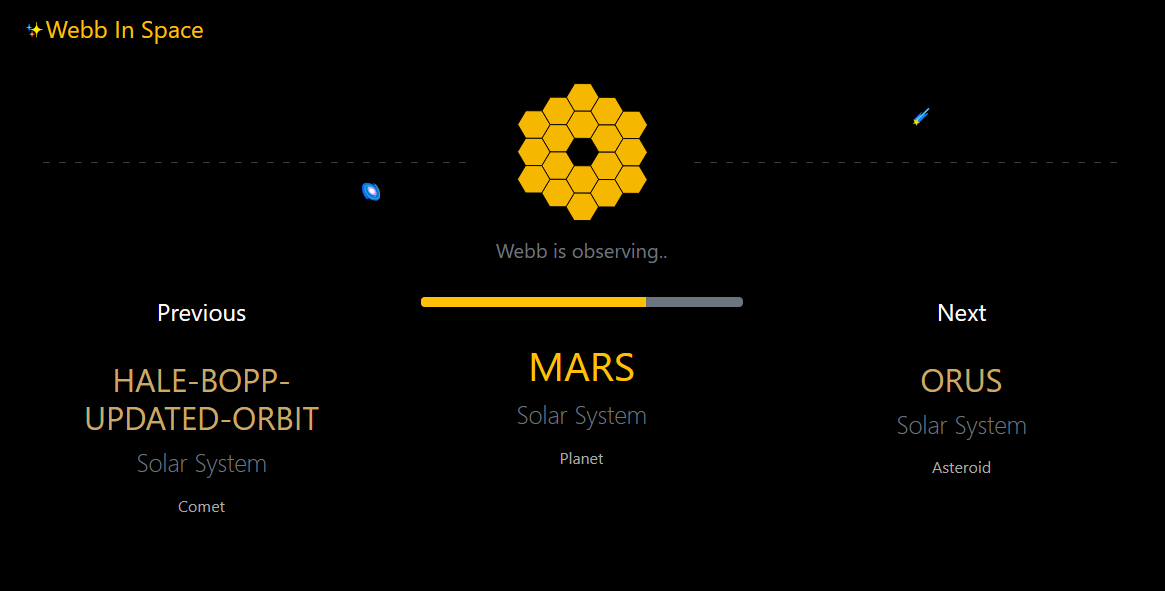 ✨Webb In Space
Webb is observing..
Previous
HALE-BOPP-
UPDATED-ORBIT
Solar System
Comet
MARS
Solar System
Planet
Next
ORUS
Solar System
Asteroid